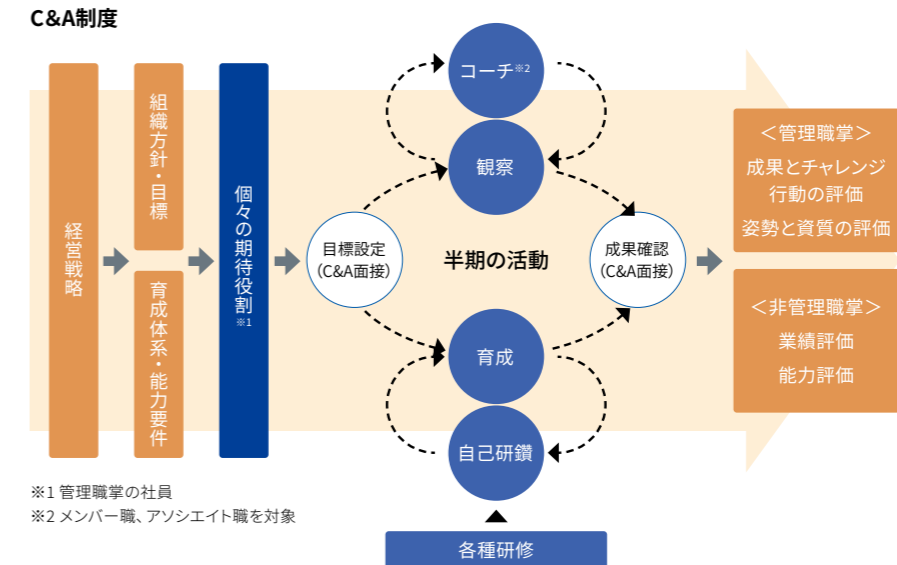 C&A制度
経営戦略
組織方針・目標
育成体系・能力要件
個々の期待役割※1
目標設定
（C&A面接）
コーチ※2
観察
半期の活動
育成
自己研鑽
各種研修
成果確認
（C&A面接）
＜管理職掌＞
成果とチャレンジ
行動の評価
姿勢と資質の評価
＜非管理職掌＞
業績評価
能力評価
※1 管理職掌の社員
※2 メンバー職、アソシエイト職を対象